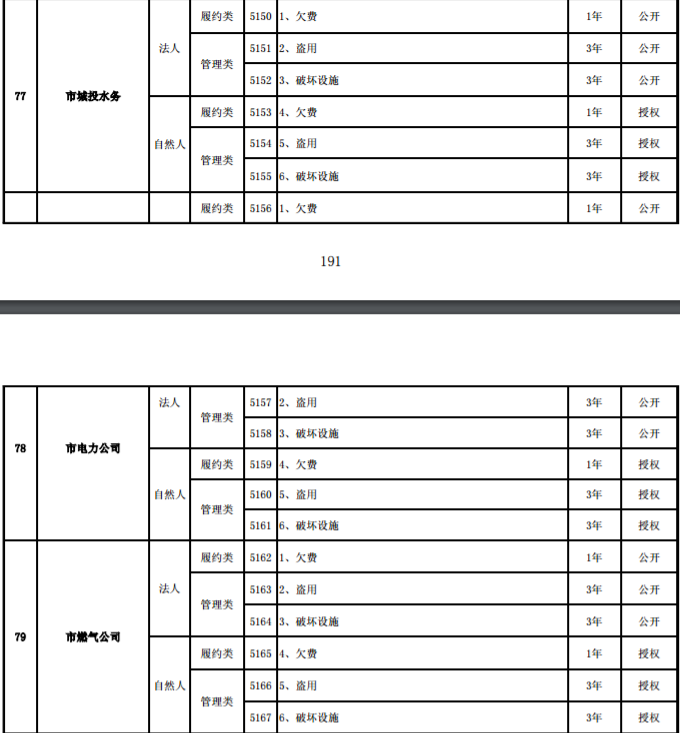 77 市城投水务 法人 履约类 5150 1、欠费 1年 公开
管理类 5151 2、盗用 3年 公开
5152 3、破坏设施 3年 公开
自然人 履约类 5153 4、欠费 1年 授权
管理类 5154 5、盗用 3年 授权
5155 6、破坏设施 3年 授权
履约类 5156 1、欠费 1年 公开
191
78 市电力公司 法人 管理类 5157 2、盗用 3年 公开
5158 3、破坏设施 3年 公开
自然人 履约类 5159 4、欠费 1年 授权
管理类 5160 5、盗用 3年 授权
5161 6、破坏设施 3年 授权
79 市燃气公司 法人 履约类 5162 1、欠费 1年 公开
管理类 5163 2、盗用 3年 公开
5164 3、破坏设施 3年 公开
自然人 履约类 5165 4、欠费 1年 授权
管理类 5166 5、盗用 3年 授权
5167 6、破坏设施 3年 授权